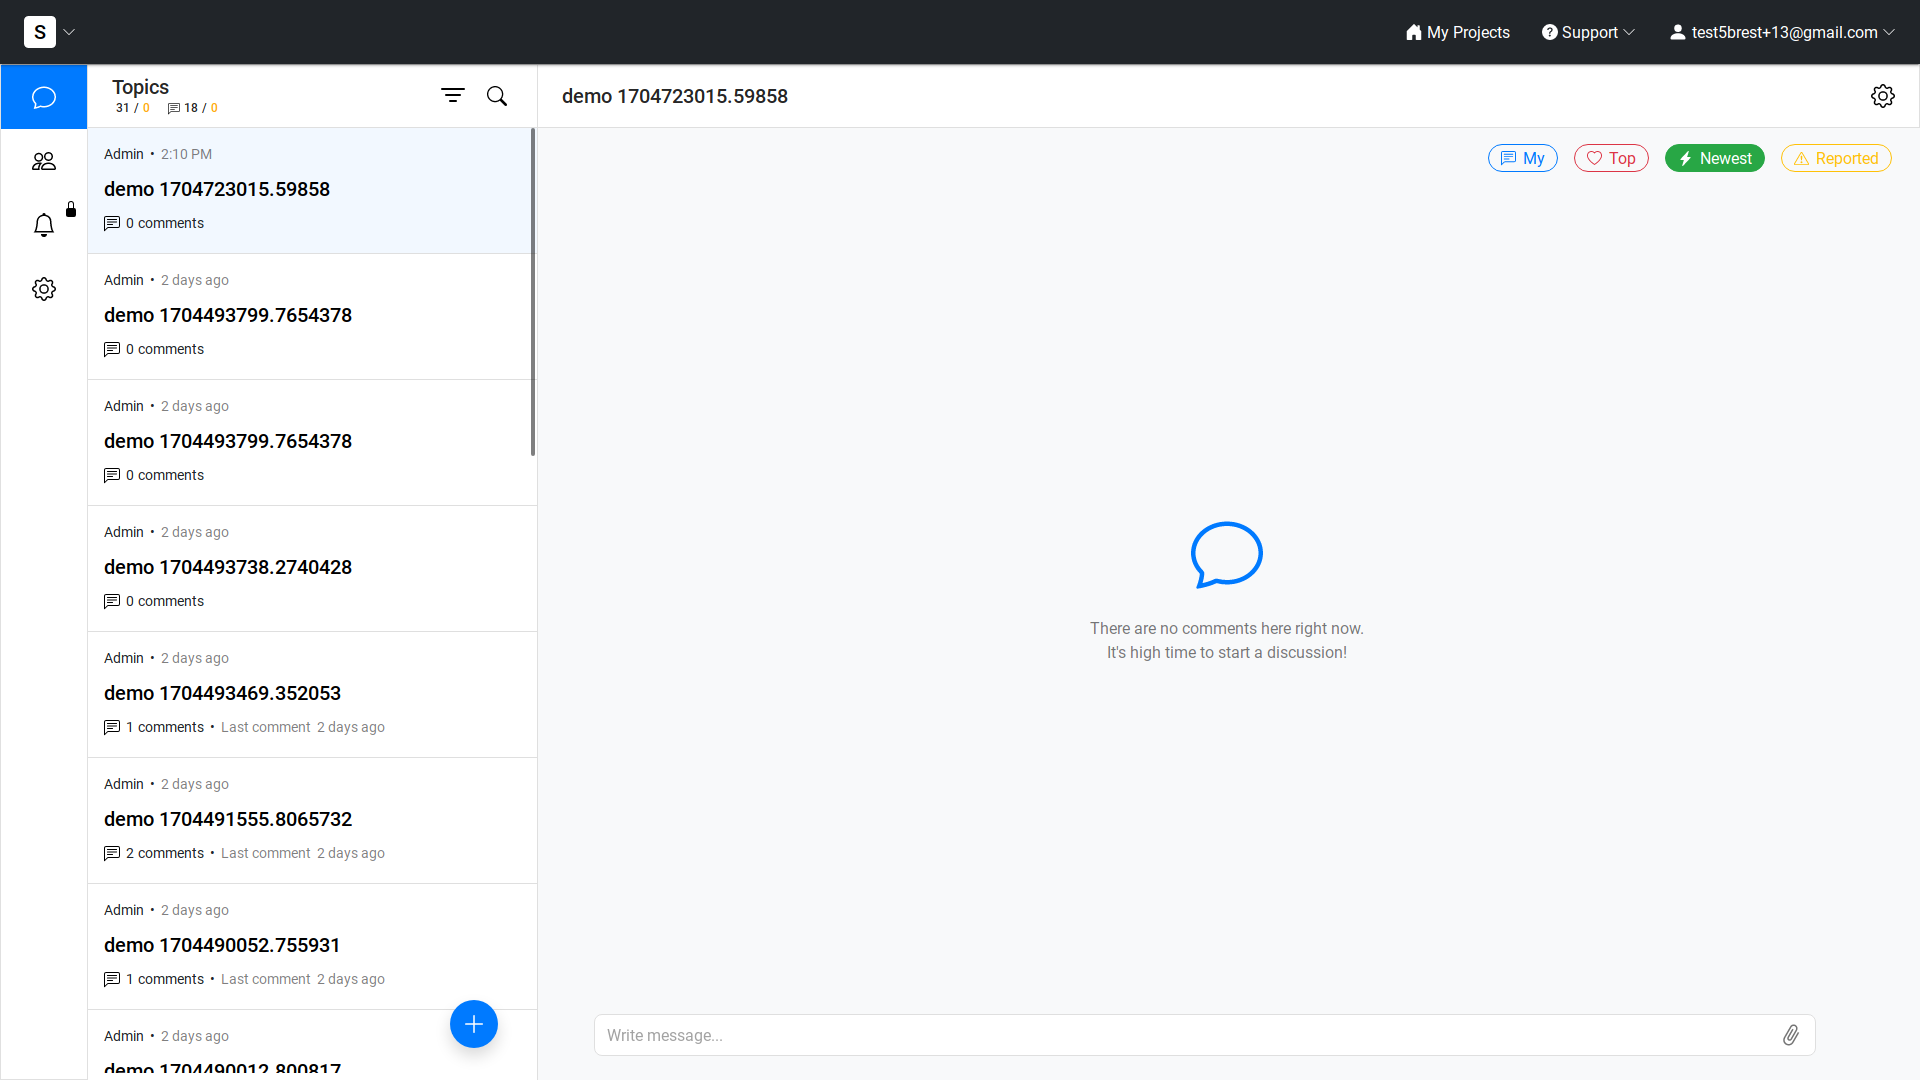 S
My Projects
Support
test5brest+13@gmail.com
Topics
31 / 0 18 / 0
demo 1704723015.59858
My
Top
Newest
Reported
Admin • 2:10 PM
demo 1704723015.59858
0 comments
Admin • 2 days ago
demo 1704493799.7654378
0 comments
Admin • 2 days ago
demo 1704493799.7654378
0 comments
Admin • 2 days ago
demo 1704493738.2740428
0 comments
Admin • 2 days ago
demo 1704493469.352053
1 comments • Last comment 2 days ago
Admin • 2 days ago
demo 1704491555.8065732
2 comments • Last comment 2 days ago
Admin • 2 days ago
demo 1704490052.755931
1 comments • Last comment 2 days ago
Admin • 2 days ago
demo 1704490012.800817
There are no comments here right now.
It's high time to start a discussion!
Write message...